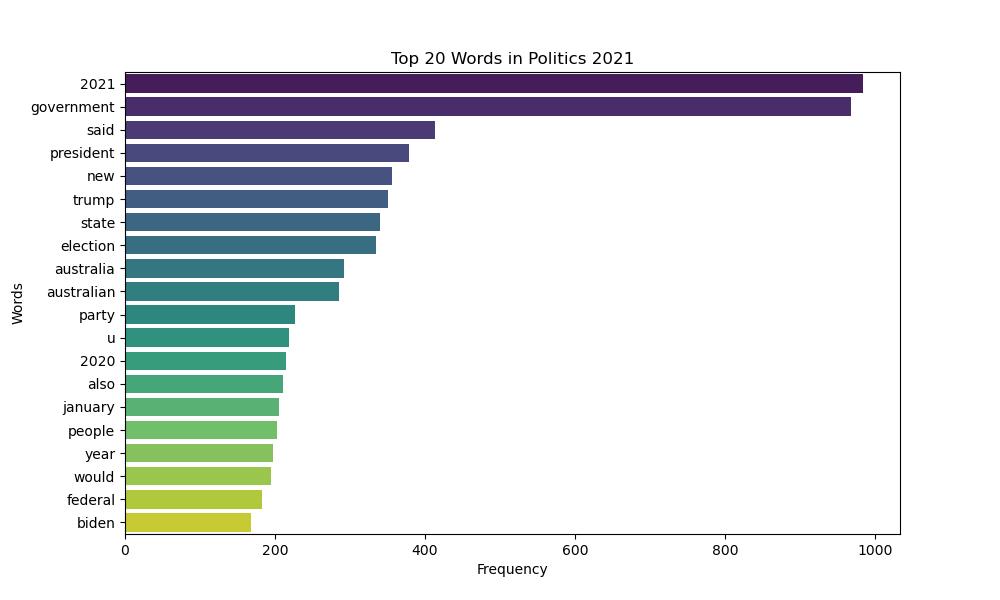 Top 20 Words in Politics 2021
2021
government
said
president
new
trump
state
election
australia
australian
party
u
2020
also
january
people
year
would
federal
biden
Words
0 200 400 600 800 1000
Frequency